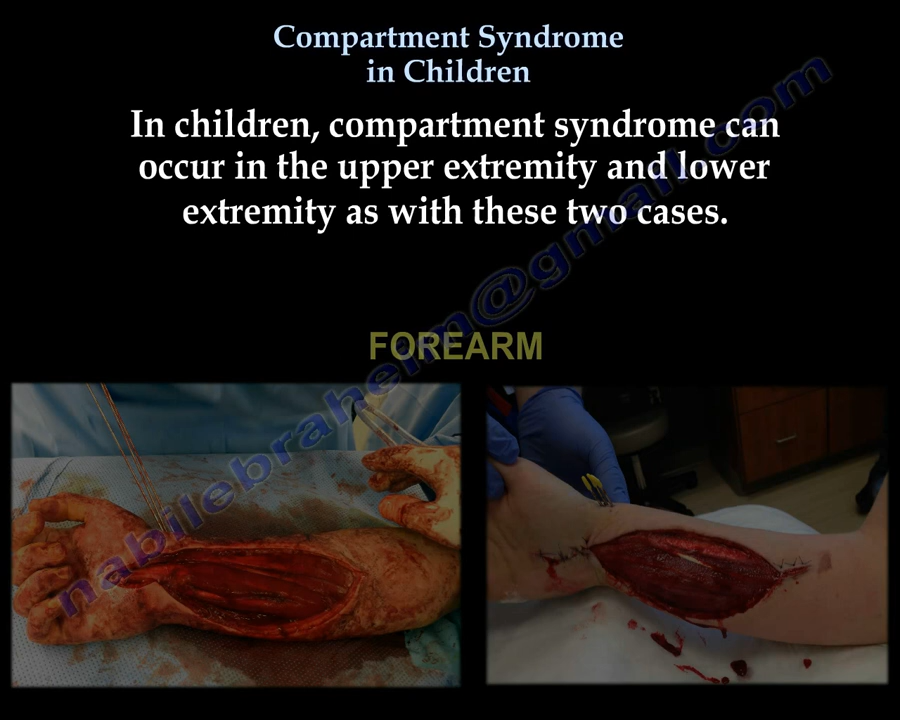 Compartment Syndrome
in Children
In children, compartment syndrome can
occur in the upper extremity and lower
extremity as with these two cases.
FOREARM
nabilebraheim@gmail.com